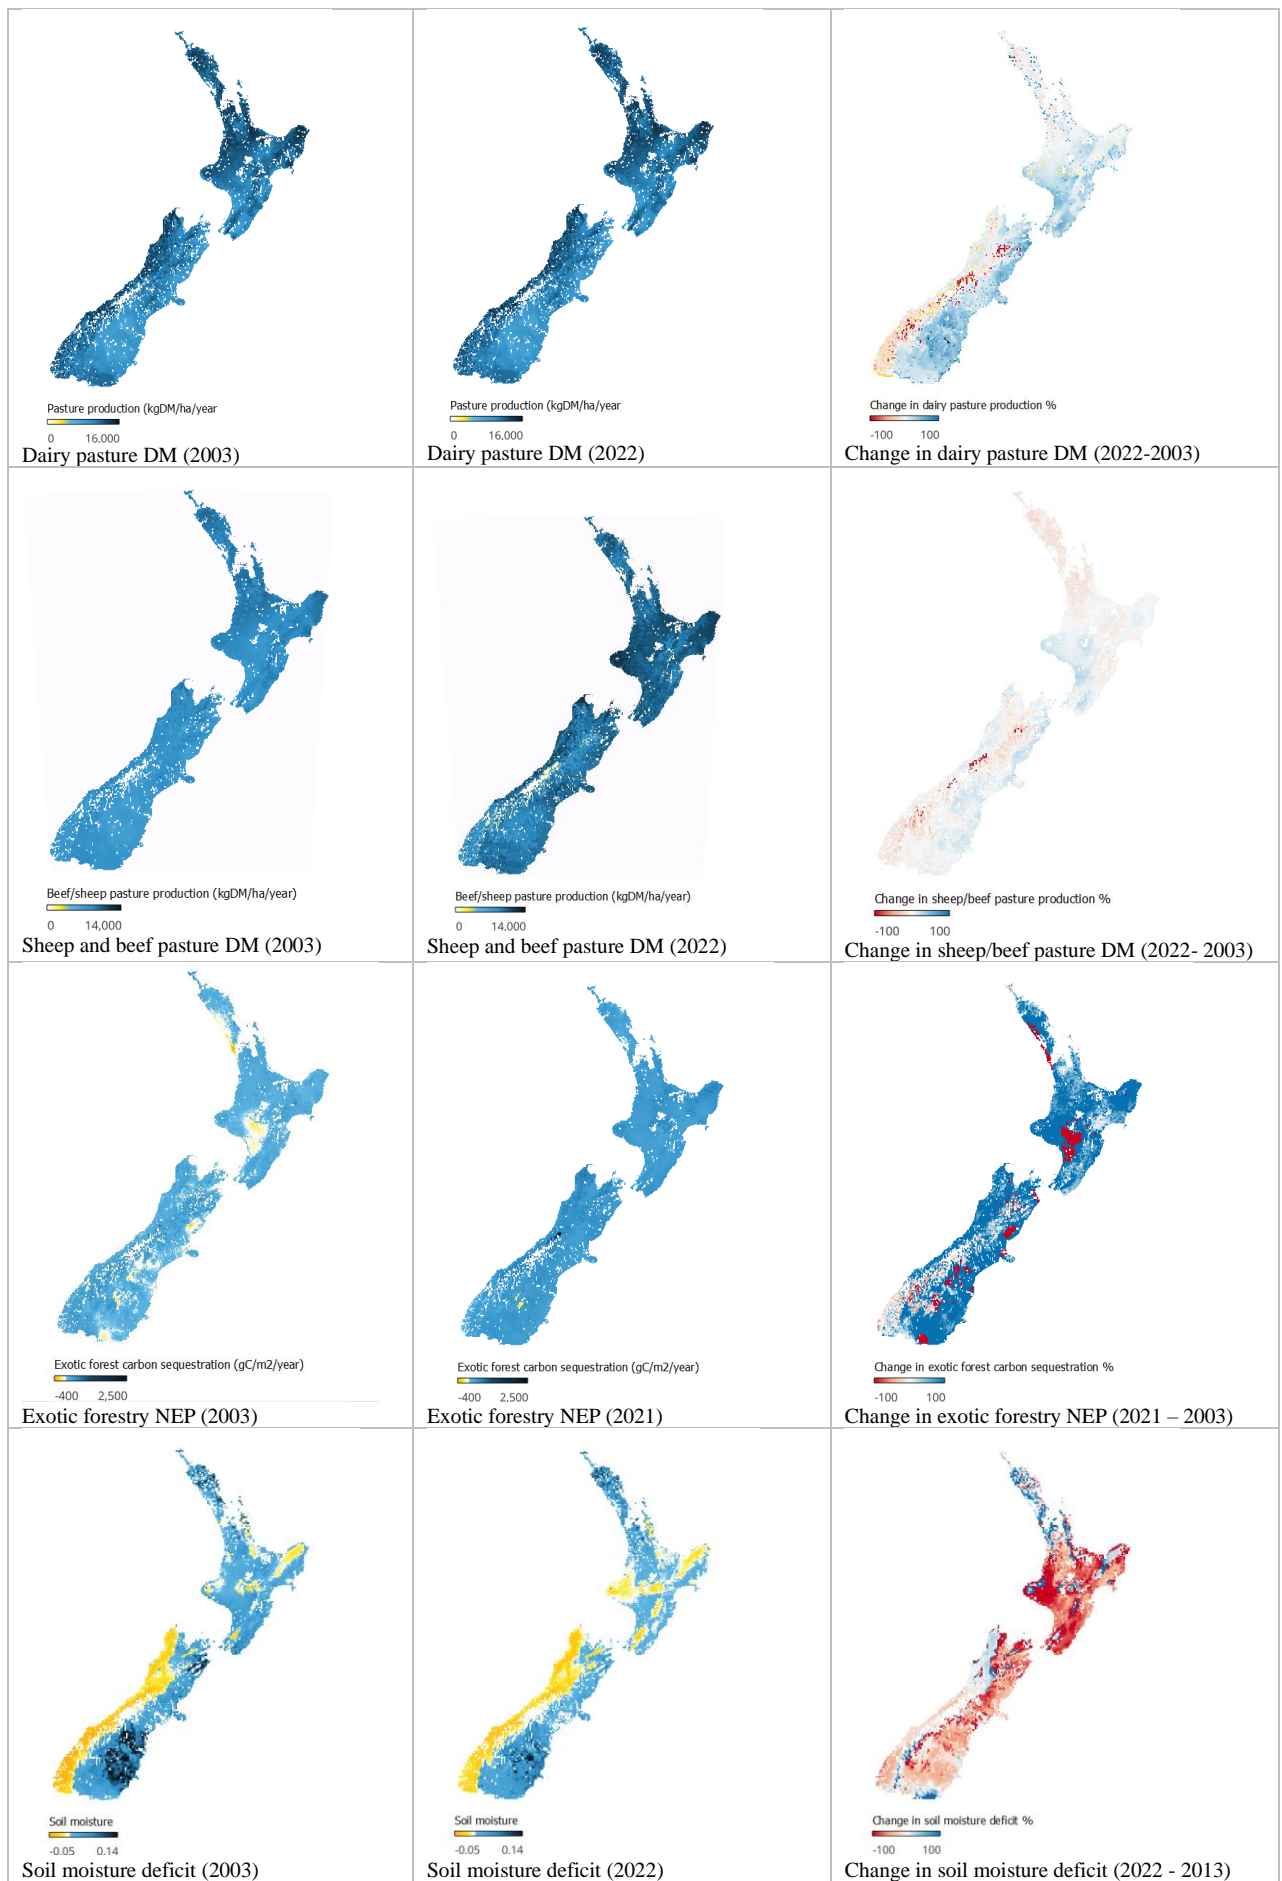 Pasture production (kgDM/ha/year
0 16,000
Dairy pasture DM (2003)
Pasture production (kgDM/ha/year
0 16,000
Dairy pasture DM (2022)
Change in dairy pasture production %
-100 100
Change in dairy pasture DM (2022-2003)
Beef/sheep pasture production (kgDM/ha/year)
0 14,000
Sheep and beef pasture DM (2003)
Beef/sheep pasture production (kgDM/ha/year)
0 14,000
Sheep and beef pasture DM (2022)
Change in sheep/beef pasture production %
-100 100
Change in sheep/beef pasture DM (2022- 2003)
Exotic forest carbon sequestration (gC/m2/year)
-400 2,500
Exotic forestry NEP (2003)
Exotic forest carbon sequestration (gC/m2/year)
-400 2,500
Exotic forestry NEP (2021)
Change in exotic forest carbon sequestration %
-100 100
Change in exotic forestry NEP (2021 – 2003)
Soil moisture
-0.05 0.14
Soil moisture deficit (2003)
Soil moisture
-0.05 0.14
Soil moisture deficit (2022)
Change in soil moisture deficit %
-100 100
Change in soil moisture deficit (2022 - 2013)